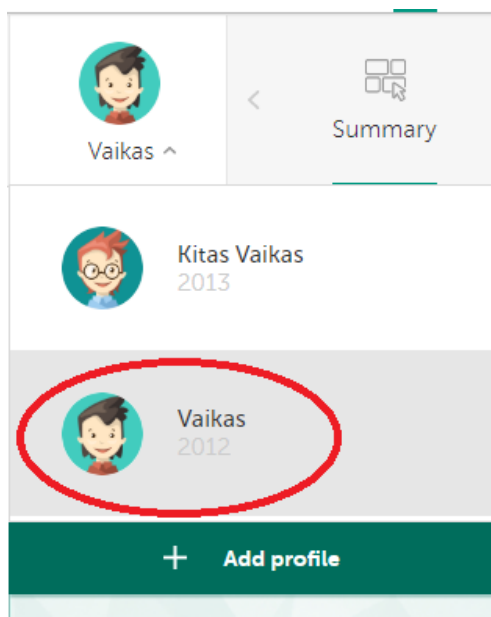 Vaikas
Summary
Kitas Vaikas
2013
Vaikas
2012
+ Add profile